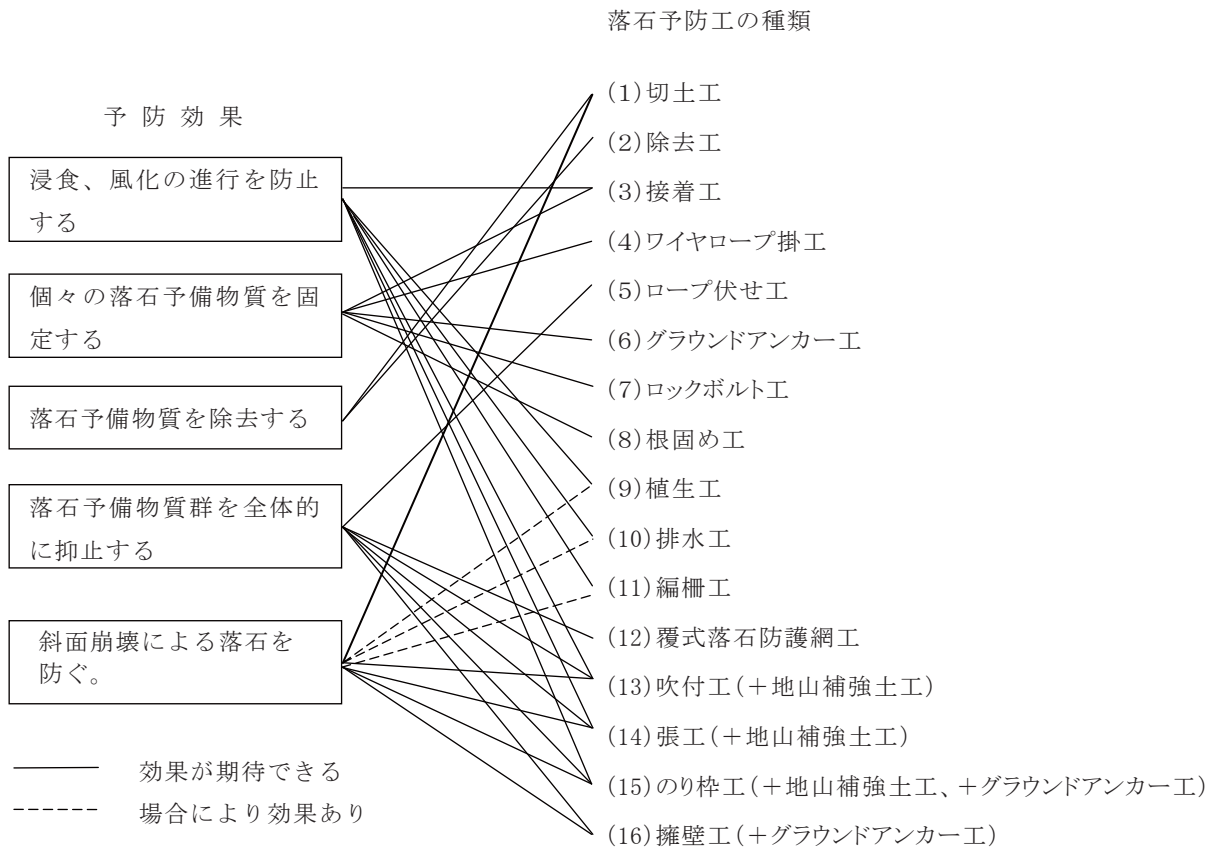 落石予防工の種類
予防効果
浸食、風化の進行を防止
する
個々の落石予備物質を固
定する
落石予備物質を除去する
落石予備物質群を全体的
に抑止する
斜面崩壊による落石を
防ぐ。
効果が期待できる
場合により効果あり
(1)切土工
(2)除去工
(3)接着工
(4)ワイヤロープ掛工
(5)ロープ伏せ工
(6)グラウンドアンカー工
(7)ロックボルト工
(8)根固め工
(9)植生工
(10)排水工
(11)編柵工
(12)覆式落石防護網工
(13)吹付工(+地山補強土工)
(14)張工(+地山補強土工)
(15)のり枠工(+地山補強土工、+グラウンドアンカー工)
(16)擁壁工(+グラウンドアンカー工)